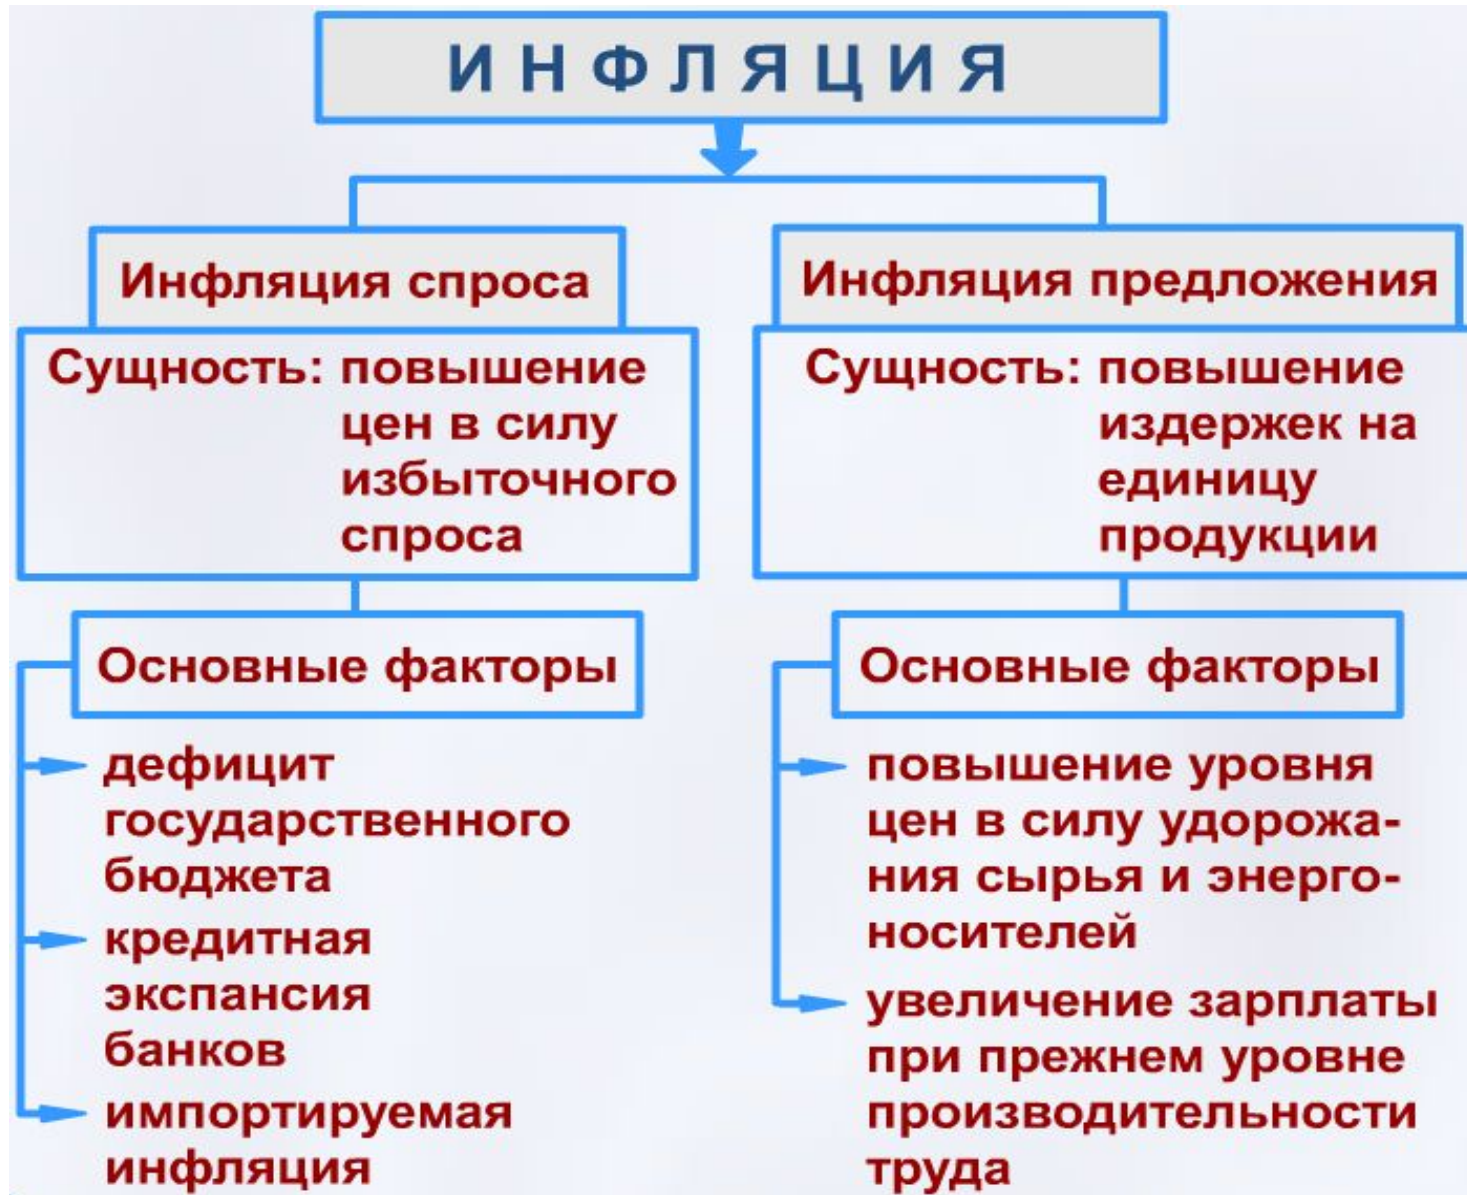 ИНФЛЯЦИЯ
Инфляция спроса
Сущность: повышение
цен в силу
избыточного
спроса
Основные факторы
дефицит
государственного
бюджета
кредитная
экспансия
банков
импортируемая
инфляция
Инфляция предложения
Сущность: повышение
издержек на
единицу
продукции
Основные факторы
повышение уровня
цен в силу удорожа-
ния сырья и энерго-
носителей
увеличение зарплаты
при прежнем уровне
производительности
труда